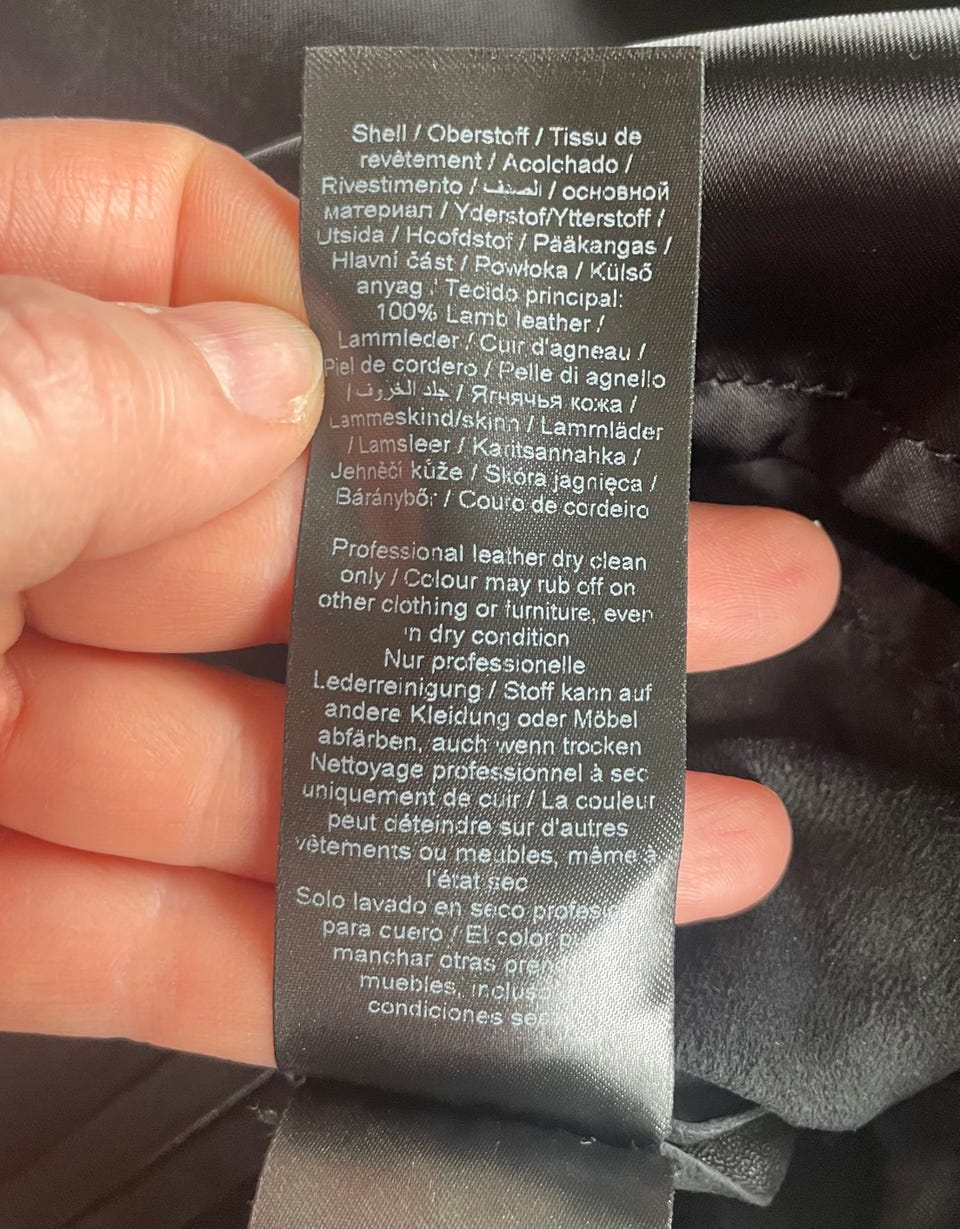 Shell / Oberstoff / Tissu de
revêtement / Acolchado /
Rivestimento / الصدف / основной
материал / Yderstof/Ytterstoff /
Utsida / Hoofdstof / Pääkangas /
Hlavní část / Powłoka / Külső
anyag / Tecido principal:
100% Lamb leather /
Lammleder / Cuir d'agneau /
Piel de cordero / Pelle di agnello
/ جلد الخروف / Ягнячья кожа /
Lammeskind/skinn / Lammläder
/ Lamsleer / Karitsannahka /
Jehněčí kůže / Skóra jagnięca /
Báránybőr / Couro de cordeiro
Professional leather dry clean
only / Colour may rub off on
other clothing or furniture, even
in dry condition
Nur professionelle
Lederreinigung / Stoff kann auf
andere Kleidung oder Möbel
abfärben, auch wenn trocken
Nettoyage professionnel à sec
uniquement de cuir / La couleur
peut déteindre sur d'autres
vêtements ou meubles, même à
l'état sec
Solo lavado en seco
para cuero / El color
manchar otras
muebles,
condiciones